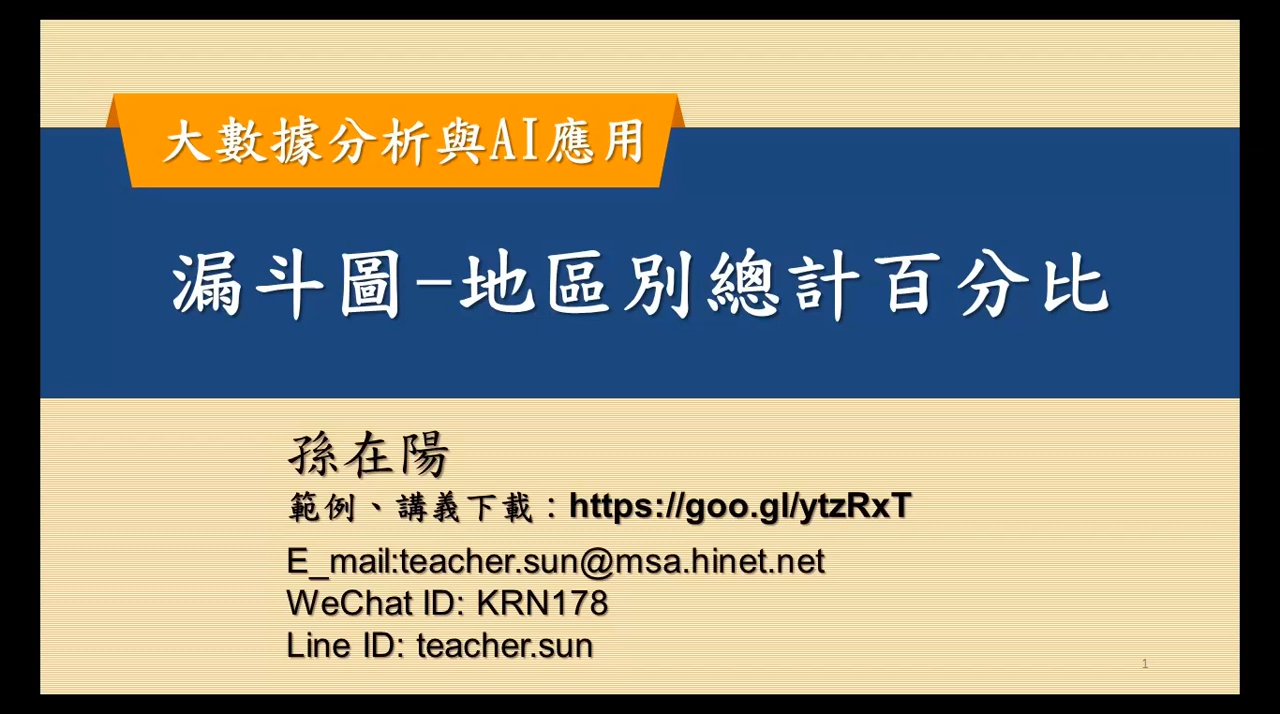 大數據分析與AI應用
漏斗圖-地區別總計百分比
孫在陽
範例、講義下載：https://goo.gl/ytzRxT
E_mail:teacher.sun@msa.hinet.net
WeChat ID: KRN178
Line ID: teacher.sun
1